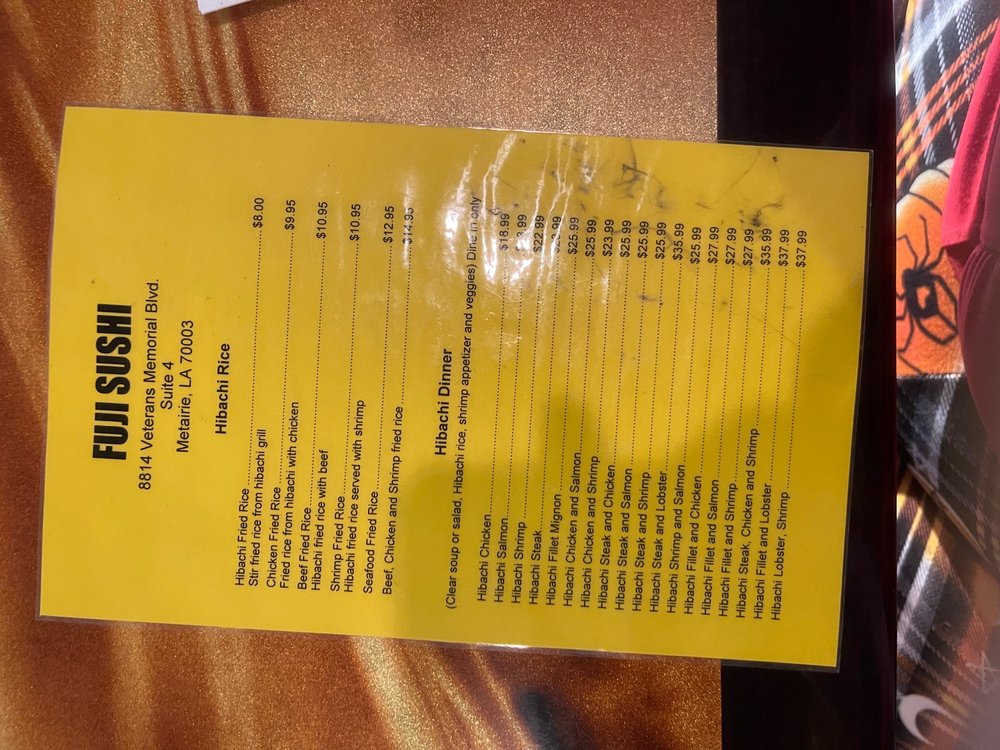 FUJI SUSHI
8814 Veterans Memorial Blvd.
Suite 4
Metairie, LA 70003
Hibachi Rice
Hibachi Fried Rice $8.00
Stir fried rice from hibachi grill
Chicken Fried Rice $9.95
Fried rice from hibachi with chicken
Beef Fried Rice $10.95
Hibachi fried rice with beef
Shrimp Fried Rice $10.95
Hibachi fried rice served with shrimp
Seafood Fried Rice $12.95
Beef, Chicken and Shrimp fried rice $14.95
Hibachi Dinner
(Clear soup or salad, Hibachi rice, shrimp appetizer and veggies) Dine in only
Hibachi Chicken $18.99
Hibachi Salmon
Hibachi Shrimp $22.99
Hibachi Steak
Hibachi Fillet Mignon $25.99
Hibachi Chicken and Salmon $25.99
Hibachi Chicken and Shrimp $23.99
Hibachi Steak and Chicken $25.99
Hibachi Steak and Salmon $25.99
Hibachi Steak and Shrimp $25.99
Hibachi Steak and Lobster $35.99
Hibachi Shrimp and Salmon $25.99
Hibachi Fillet and Chicken $27.99
Hibachi Fillet and Salmon $27.99
Hibachi Fillet and Shrimp $27.99
Hibachi Steak, Chicken and Shrimp $35.99
Hibachi Fillet and Lobster $37.99
Hibachi Lobster, Shrimp $37.99